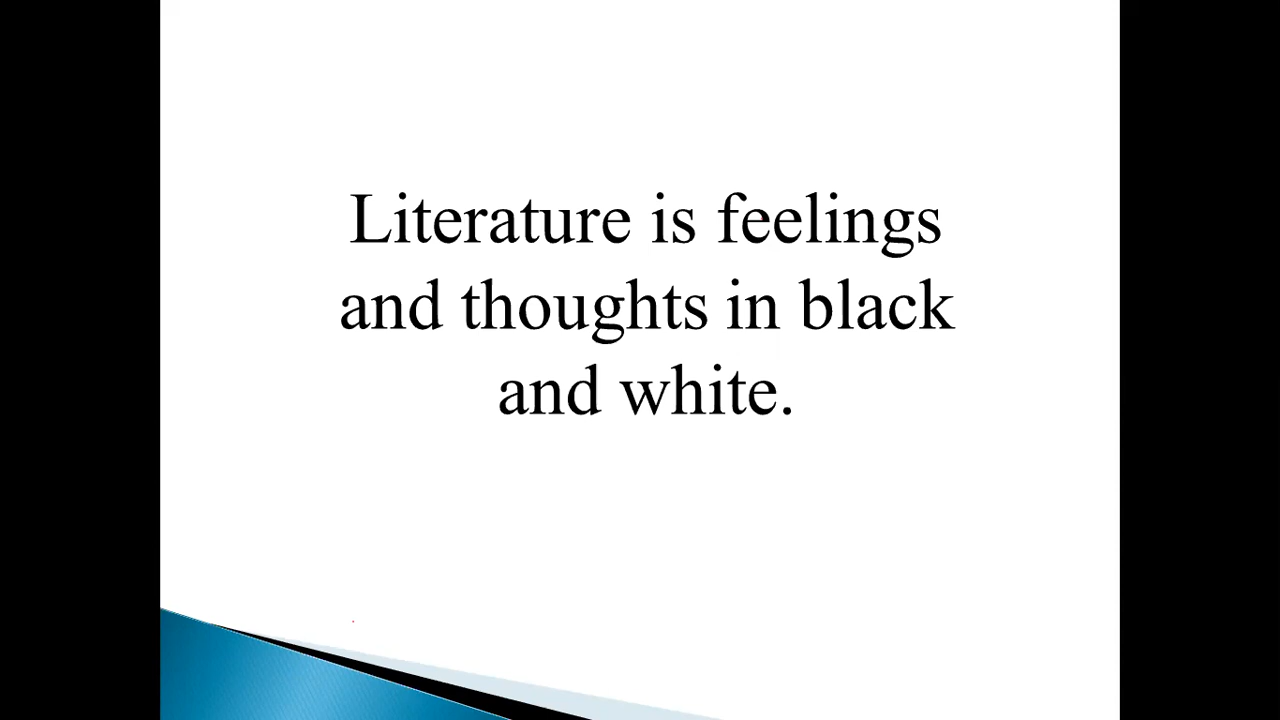 Literature is feelings
and thoughts in black
and white.